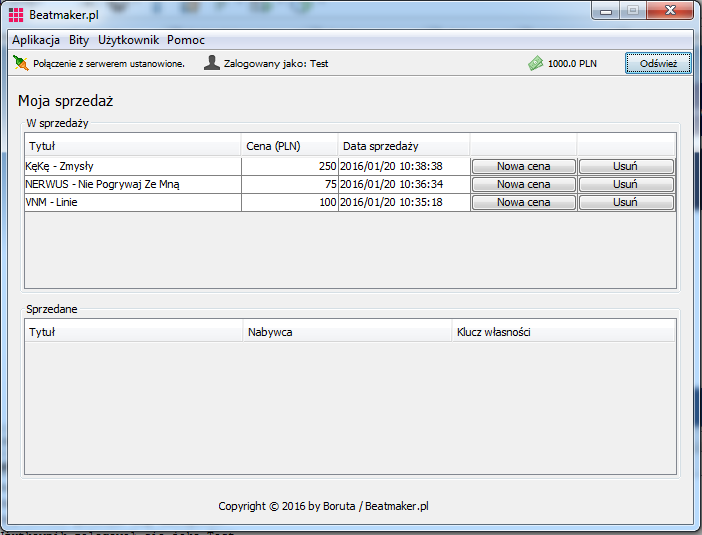 Beatmaker.pl
Aplikacja Bity Użytkownik Pomoc
Połączenie z serwerem ustanowione. Zalogowany jako: Test 1000.0 PLN Odśwież
Moja sprzedaż
W sprzedaży
Tytuł Cena (PLN) Data sprzedaży
KęKę - Zmysły 250 2016/01/20 10:38:38 Nowa cena Usuń
NERWUS - Nie Pogrywaj Ze Mną 75 2016/01/20 10:36:34 Nowa cena Usuń
VNM - Linie 100 2016/01/20 10:35:18 Nowa cena Usuń
Sprzedane
Tytuł Nabywca Klucz własności
Copyright © 2016 by Boruta / Beatmaker.pl